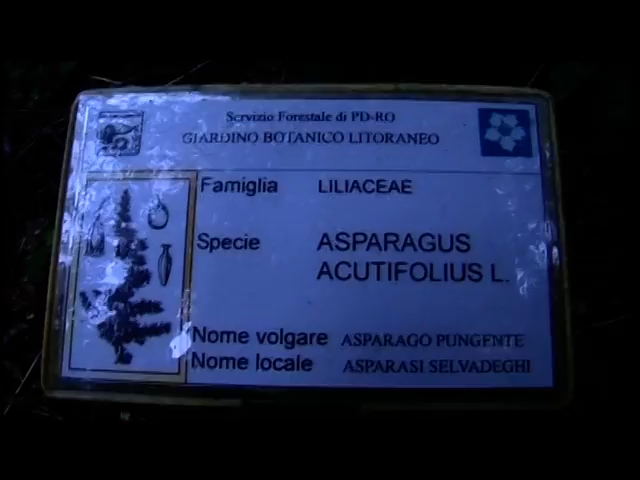 Servizio Forestale di PD-RO
GIARDINO BOTANICO LITORANEO
Famiglia LILIACEAE
Specie ASPARAGUS
ACUTIFOLIUS L.
Nome volgare ASPARAGO PUNGENTE
Nome locale ASPARASI SELVADEGHI